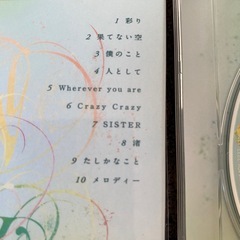 1 彩り
2 果てない空
3 僕のこと
4 人として
5 Wherever you are
6 Crazy Crazy
7 SISTER
8 渚
9 たしかなこと
10 メロディー